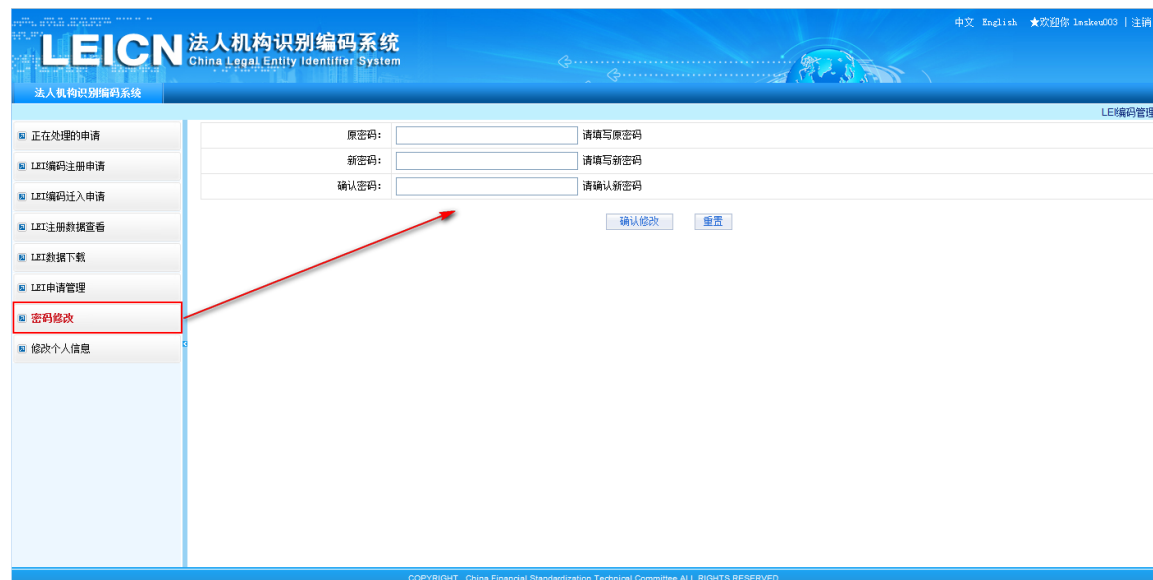 中文 English ★欢迎你 lmskeu003 | 注销
LEICN 法人机构识别编码系统
China Legal Entity Identifier System
法人机构识别编码系统
LEI编码管理
正在处理的申请
LEI编码注册申请
LEI编码迁入申请
LEI注册数据查看
LEI数据下载
LEI申请管理
密码修改
修改个人信息
原密码: 请填写原密码
新密码: 请填写新密码
确认密码: 请确认新密码
确认修改 重置
COPYRIGHT China Financial Standardization Technical Committee ALL RIGHTS RESERVED